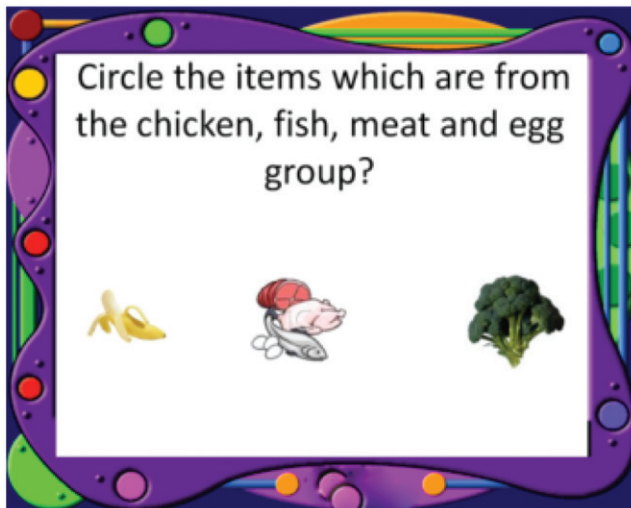 Circle the items which are from
the chicken, fish, meat and egg
group?